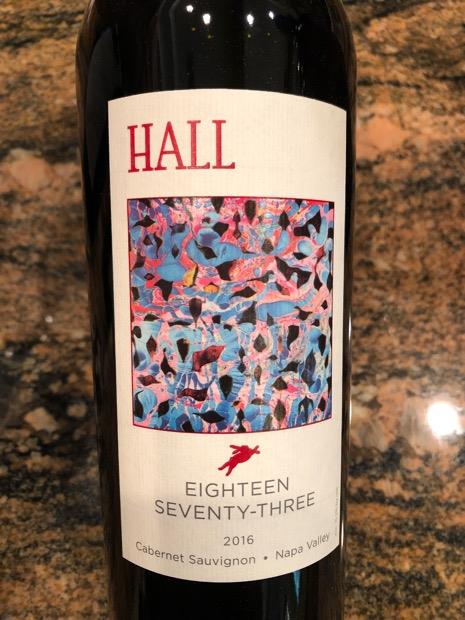 HALL
EIGHTEEN
SEVENTY-THREE
2016
Cabernet Sauvignon • Napa Valley